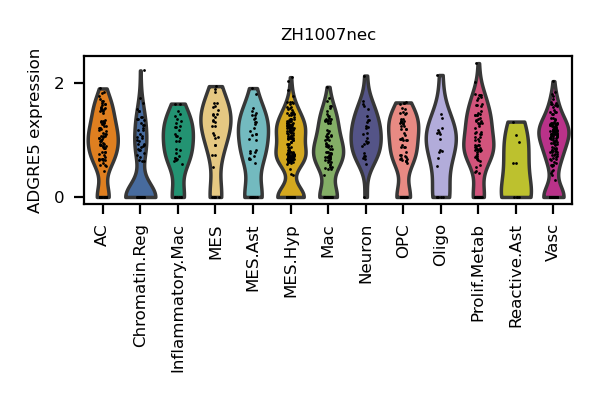 ZH1007nec
ADGRE5 expression
2
0
AC
Chromatin.Reg
Inflammatory.Mac
MES
MES.Ast
MES.Hyp
Mac
Neuron
OPC
Oligo
Prolif.Metab
Reactive.Ast
Vasc